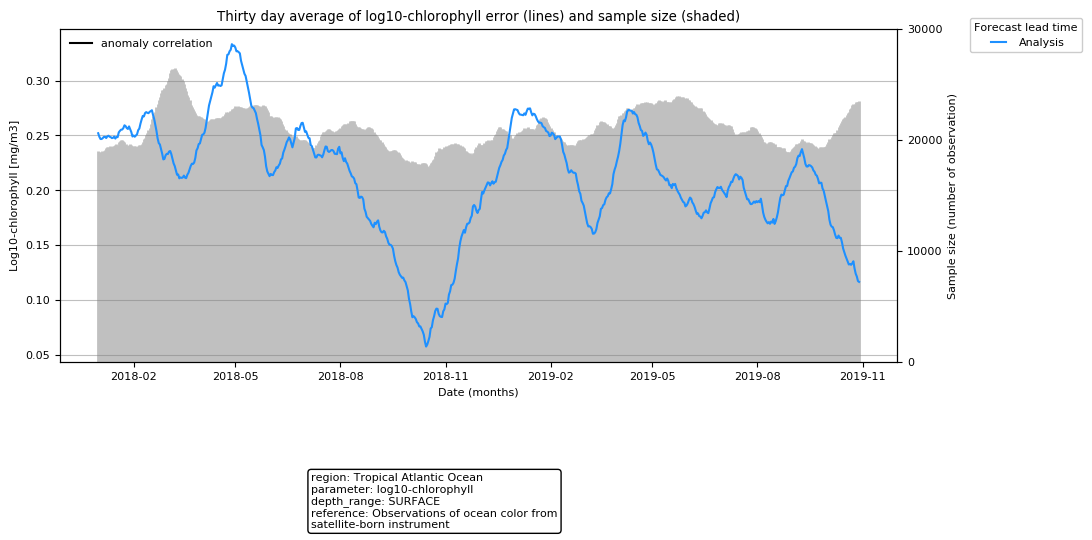 Thirty day average of log10-chlorophyll error (lines) and sample size (shaded)
Forecast lead time
Analysis
anomaly correlation
Log10-chlorophyll [mg/m3]
0.30
0.25
0.20
0.15
0.10
0.05
30000
20000
10000
0
Sample size (number of observation)
2018-02
2018-05
2018-08
2018-11
2019-02
2019-05
2019-08
2019-11
Date (months)
region: Tropical Atlantic Ocean
parameter: log10-chlorophyll
depth_range: SURFACE
reference: Observations of ocean color from
satellite-born instrument